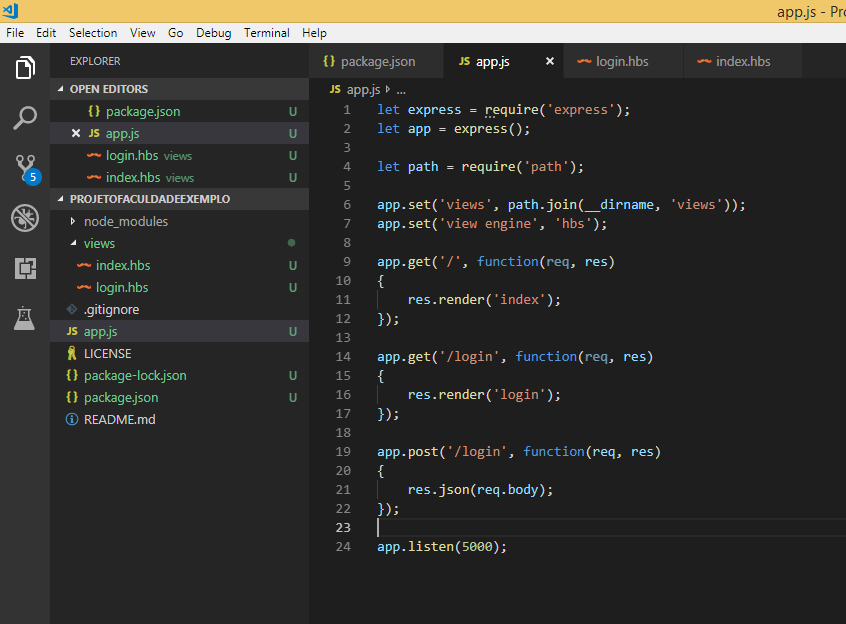 app.js - Pro
File Edit Selection View Go Debug Terminal Help
EXPLORER
OPEN EDITORS
{} package.json U
× JS app.js U
login.hbs views U
index.hbs views U
5
PROJETOFACULDADEEXEMPLO
node_modules
views
index.hbs U
login.hbs U
.gitignore
JS app.js U
LICENSE
{} package-lock.json U
{} package.json U
README.md
{} package.json JS app.js × login.hbs index.hbs
JS app.js ...
1 let express = require('express');
2 let app = express();
3
4 let path = require('path');
5
6 app.set('views', path.join(__dirname, 'views'));
7 app.set('view engine', 'hbs');
8
9 app.get('/', function(req, res)
10 {
11 res.render('index');
12 });
13
14 app.get('/login', function(req, res)
15 {
16 res.render('login');
17 });
18
19 app.post('/login', function(req, res)
20 {
21 res.json(req.body);
22 });
23
24 app.listen(5000);